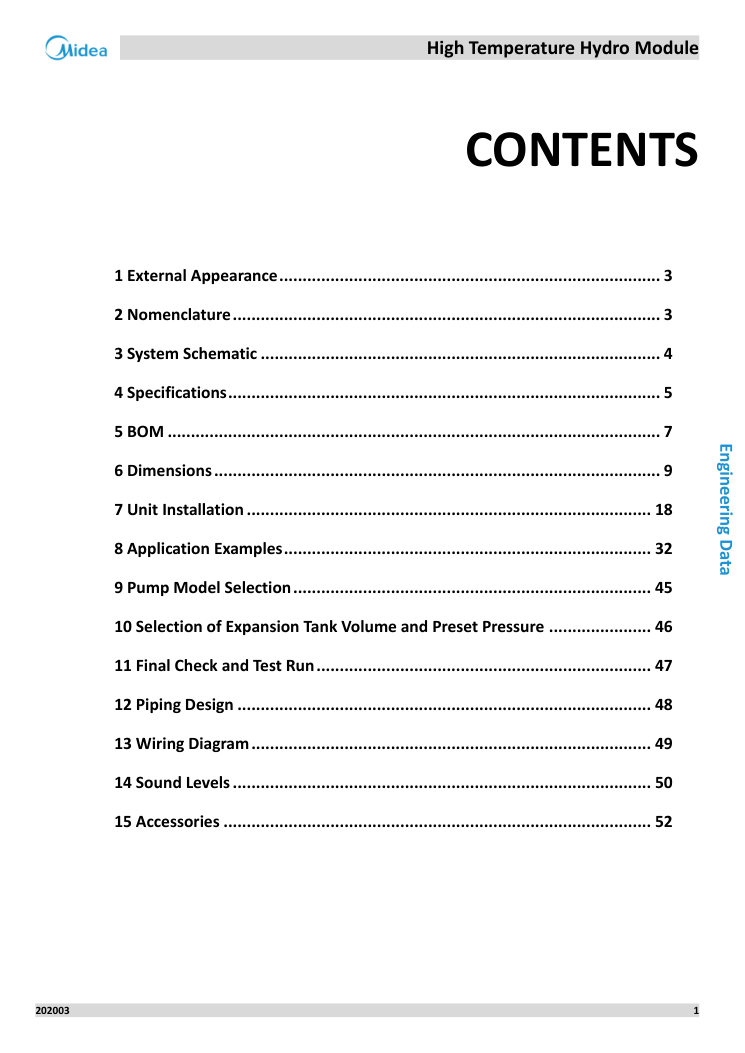 Midea
High Temperature Hydro Module
CONTENTS
1 External Appearance.................................................................................. 3
2 Nomenclature............................................................................................ 3
3 System Schematic ...................................................................................... 4
4 Specifications............................................................................................. 5
5 BOM .......................................................................................................... 7
6 Dimensions................................................................................................ 9
7 Unit Installation ....................................................................................... 18
8 Application Examples............................................................................... 32
9 Pump Model Selection............................................................................. 45
10 Selection of Expansion Tank Volume and Preset Pressure ...................... 46
11 Final Check and Test Run........................................................................ 47
12 Piping Design ......................................................................................... 48
13 Wiring Diagram...................................................................................... 49
14 Sound Levels.......................................................................................... 50
15 Accessories ............................................................................................ 52
Engineering Data
202003
1